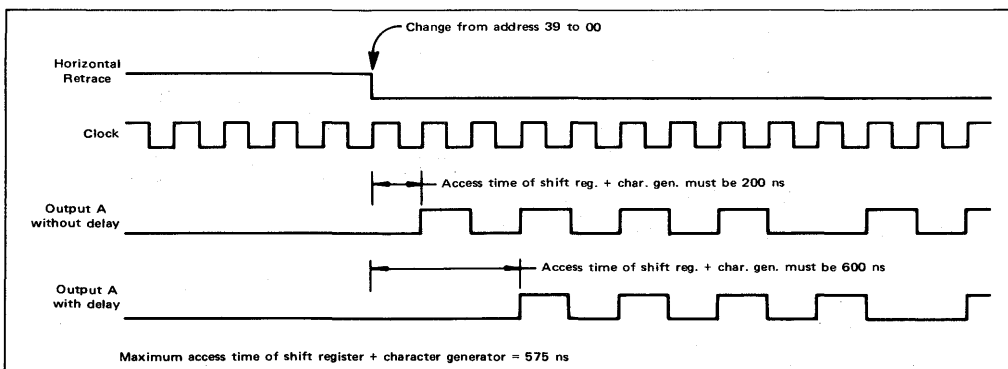 Change from address 39 to 00
Horizontal
Retrace
Clock
Access time of shift reg. + char. gen. must be 200 ns
Output A
without delay
Access time of shift reg. + char. gen. must be 600 ns
Output A
with delay
Maximum access time of shift register + character generator = 575 ns